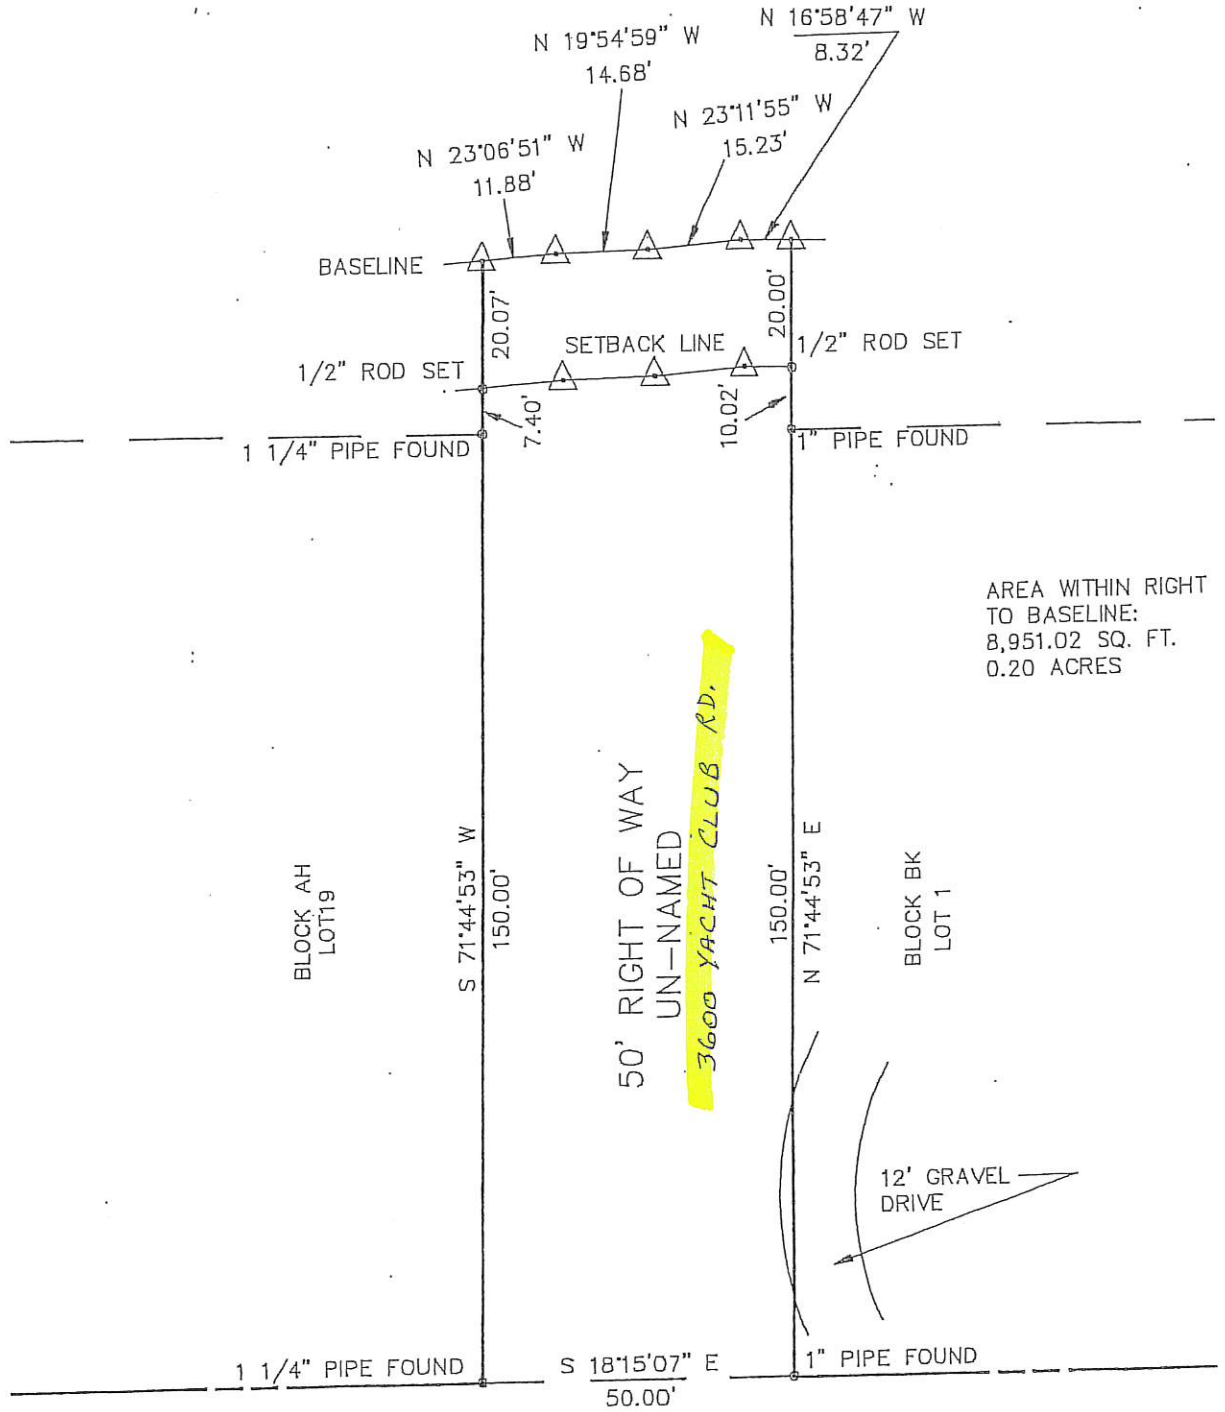 N 16°58'47" W
8.32'
N 19°54'59" W
14.68'
N 23°11'55" W
15.23'
N 23°06'51" W
11.88'
BASELINE
20.07'
20.00'
SETBACK LINE
1/2" ROD SET
1/2" ROD SET
7.40'
10.02'
1 1/4" PIPE FOUND
1" PIPE FOUND
AREA WITHIN RIGHT
TO BASELINE:
8,951.02 SQ. FT.
0.20 ACRES
BLOCK AH
LOT19
S 71°44'53" W
150.00'
50' RIGHT OF WAY
UN-NAMED
3600 YACHT CLUB RD.
150.00'
N 71°44'53" E
BLOCK BK
LOT 1
12' GRAVEL
DRIVE
1 1/4" PIPE FOUND
S 18°15'07" E
50.00'
1" PIPE FOUND